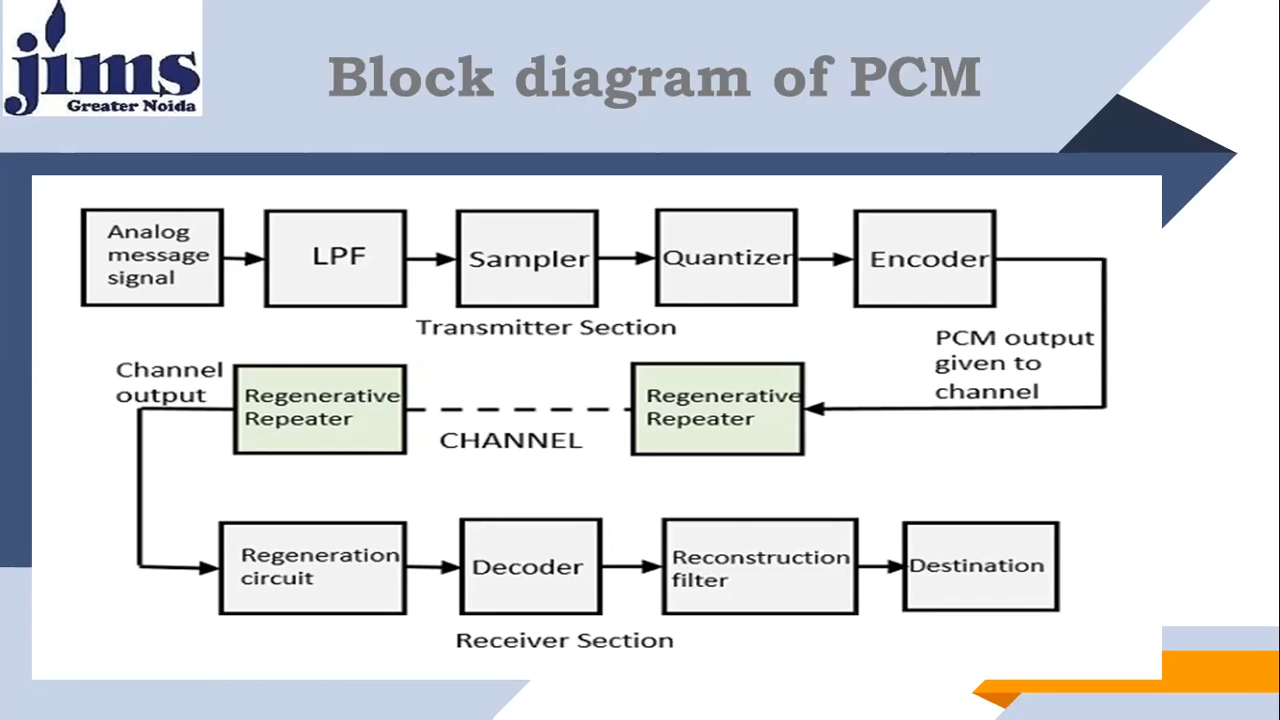 jims
Greater Noida
Block diagram of PCM
Analog
message
signal
LPF
Sampler
Quantizer
Encoder
Transmitter Section
PCM output
given to
channel
Channel
output
Regenerative
Repeater
CHANNEL
Regenerative
Repeater
Regeneration
circuit
Decoder
Reconstruction
filter
Destination
Receiver Section